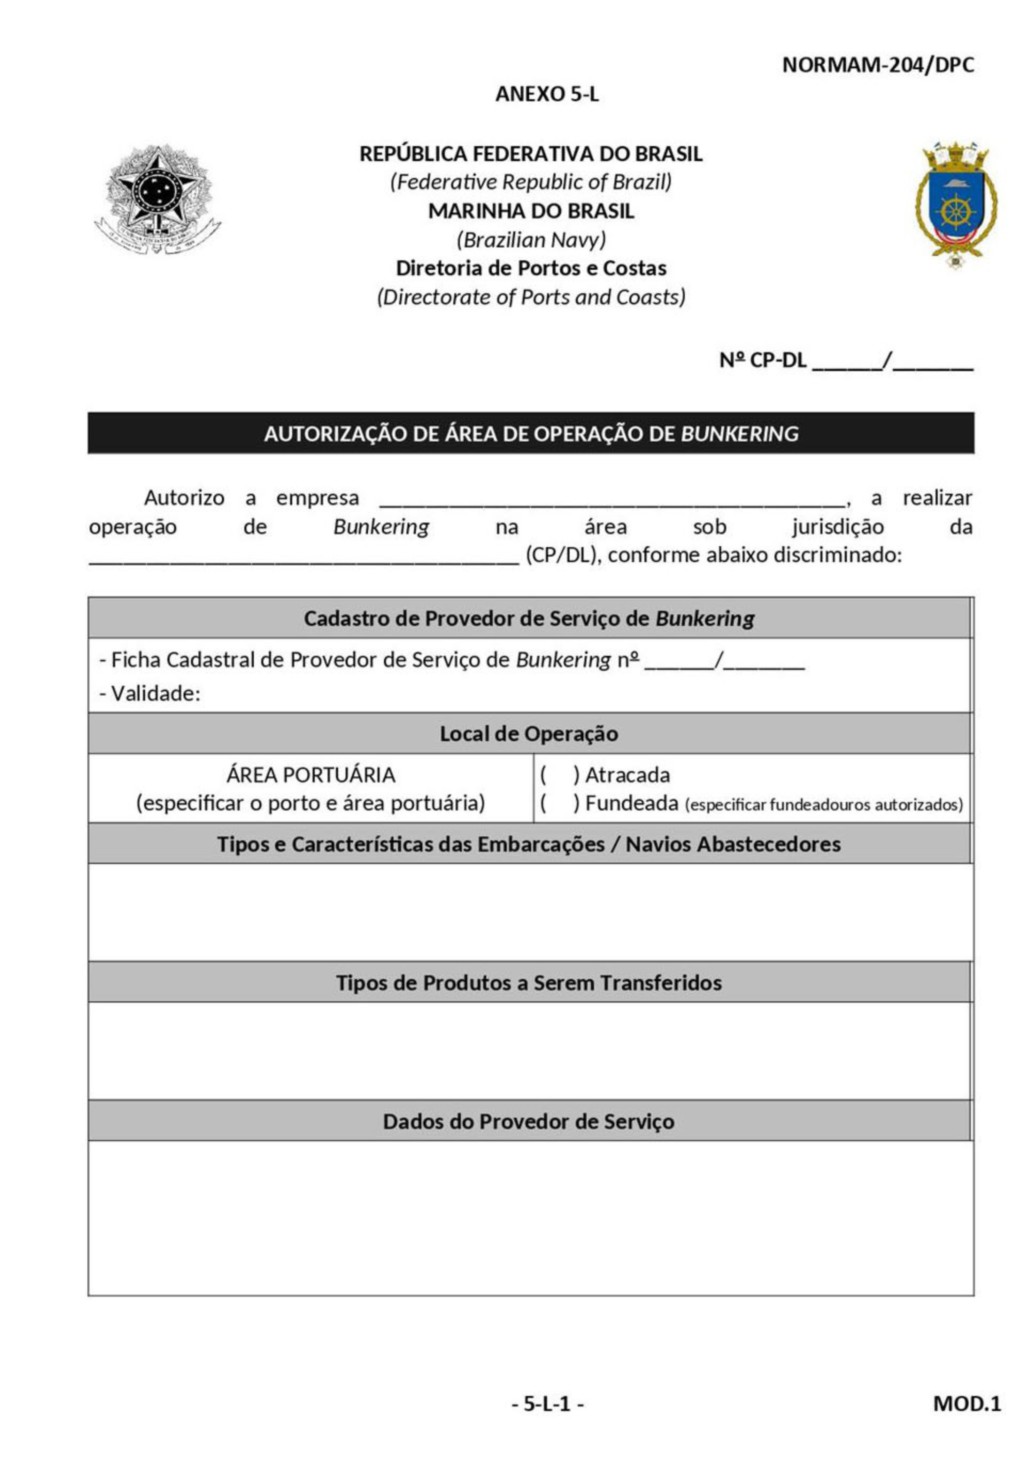 NORMAM-204/DPC
ANEXO 5-L
REPÚBLICA FEDERATIVA DO BRASIL
(Federative Republic of Brazil)
MARINHA DO BRASIL
(Brazilian Navy)
Diretoria de Portos e Costas
(Directorate of Ports and Coasts)
Nº CP-DL ______/_______
AUTORIZAÇÃO DE ÁREA DE OPERAÇÃO DE BUNKERING
Autorizo a empresa ________________________________________, a realizar
operação de Bunkering na área sob jurisdição da
_____________________________________ (CP/DL), conforme abaixo discriminado:
Cadastro de Provedor de Serviço de Bunkering
- Ficha Cadastral de Provedor de Serviço de Bunkering nº ______/_______
- Validade:
Local de Operação
ÁREA PORTUÁRIA
(especificar o porto e área portuária)
( ) Atracada
( ) Fundeada (especificar fundeadouros autorizados)
Tipos e Características das Embarcações / Navios Abastecedores
Tipos de Produtos a Serem Transferidos
Dados do Provedor de Serviço
- 5-L-1 -
MOD.1